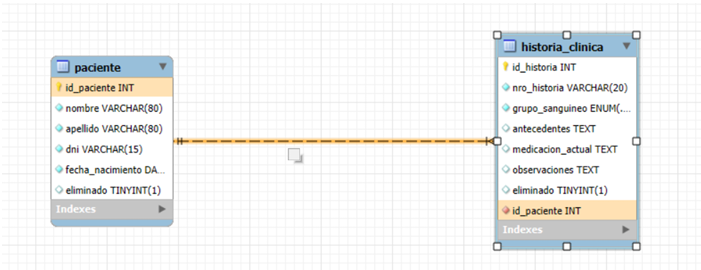 paciente
id_paciente INT
nombre VARCHAR(80)
apellido VARCHAR(80)
dni VARCHAR(15)
fecha_nacimiento DA...
eliminado TINYINT(1)
Indexes
historia_clinica
id_historia INT
nro_historia VARCHAR(20)
grupo_sanguineo ENUM(...
antecedentes TEXT
medicacion_actual TEXT
observaciones TEXT
eliminado TINYINT(1)
id_paciente INT
Indexes